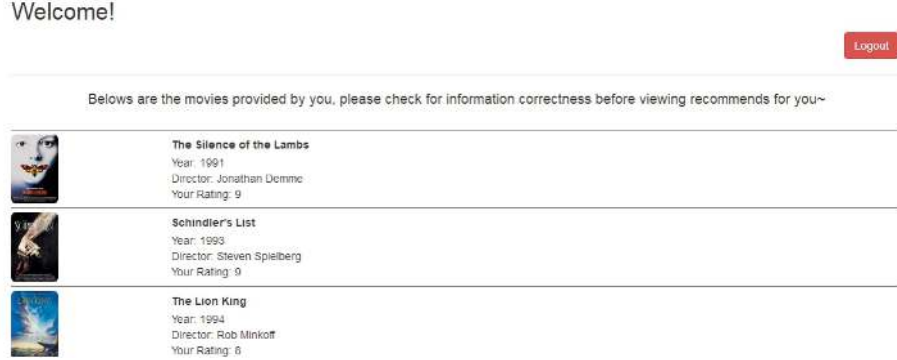 Welcome!
Logout
Belows are the movies provided by you, please check for information correctness before viewing recommends for you~
The Silence of the Lambs
Year: 1991
Director: Jonathan Demme
Your Rating: 9
Schindler's List
Year: 1993
Director: Steven Spielberg
Your Rating: 9
The Lion King
Year: 1994
Director: Rob Minkoff
Your Rating: 8